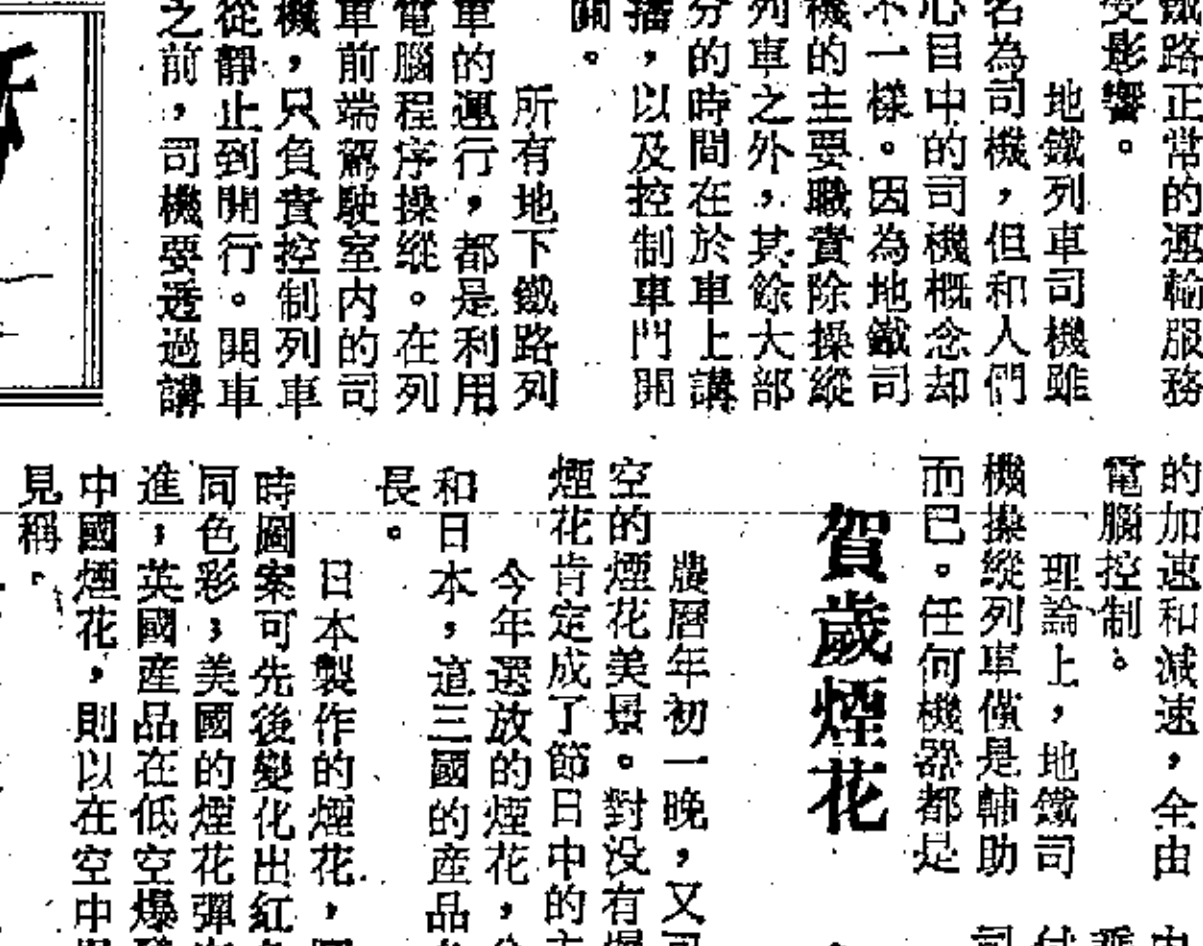 鐵路正常的運輸服務
受影響。
地鐵列車司機雖
名為司機，但和人們
心目中的司機概念却
不一樣。因為地鐵司
機的主要職責除操縱
列車之外，其餘大部
分的時間在於車上講
播，以及控制車門開
關。
所有地下鐵路列
車的運行，都是利用
電腦程序操縱。在列
車前端駕駛室內的司
機，只負責控制列車
從靜止到開行。開車
之前，司機要透過講
的加速和減速，全由
電腦控制。
理論上，地鐵司
機操縱列車僅是輔助
而已。任何機器都是
賀歲煙花
農曆年初一晚，又可
空的煙花美景。對没有
煙花肯定成了節日中的
今年選放的煙花，
和日本，這三國的產品
長。
日本製作的煙花，
時圖案可先後變化出紅
同色彩；美國的煙花彈
進；英國產品在低空爆
中國煙花，則以在空中
見稱。